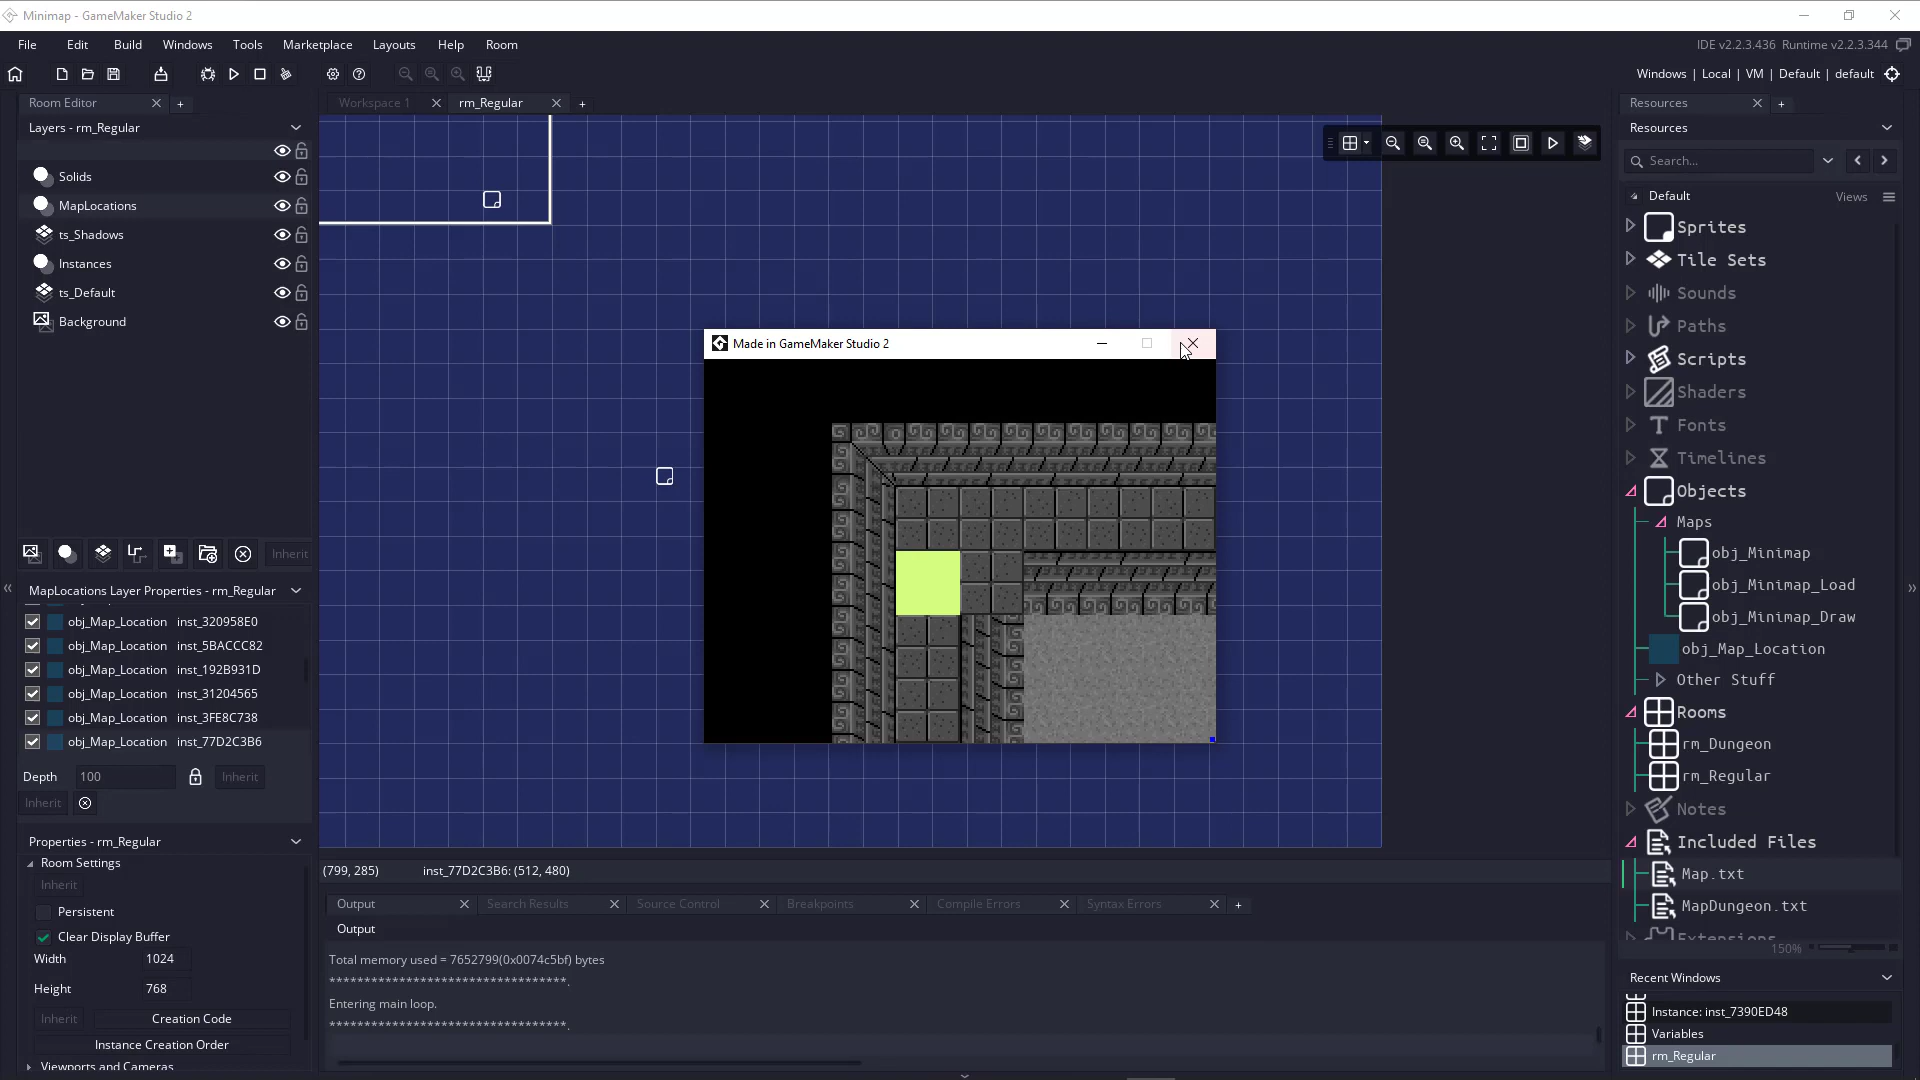 Minimap - GameMaker Studio 2
File Edit Build Windows Tools Marketplace Layouts Help Room
IDE v2.2.3.436 Runtime v2.2.3.344
Windows | Local | VM | Default | default
Room Editor
Workspace 1
rm_Regular
Resources
Layers - rm_Regular
Resources
Search...
Solids
MapLocations
ts_Shadows
Instances
ts_Default
Background
Default
Views
Sprites
Tile Sets
Sounds
Paths
Scripts
Shaders
Fonts
Timelines
Objects
Maps
obj_Minimap
obj_Minimap_Load
obj_Minimap_Draw
obj_Map_Location
Other Stuff
Rooms
rm_Dungeon
rm_Regular
Notes
Included Files
Map.txt
MapDungeon.txt
Extensions
150%
Made in GameMaker Studio 2
Inherit
MapLocations Layer Properties - rm_Regular
obj_Map_Location inst_320958E0
obj_Map_Location inst_5BACCC82
obj_Map_Location inst_192B931D
obj_Map_Location inst_31204565
obj_Map_Location inst_3FE8C738
obj_Map_Location inst_77D2C3B6
Depth 100 Inherit
Inherit
Properties - rm_Regular
Room Settings
Inherit
Persistent
Clear Display Buffer
Width 1024
Height 768
Inherit Creation Code
Instance Creation Order
Viewports and Cameras
(799, 285) inst_77D2C3B6: (512, 480)
Output Search Results Source Control Breakpoints Compile Errors Syntax Errors
Output
Total memory used = 7652799(0x0074c5bf) bytes
**********************************.
Entering main loop.
**********************************.
Recent Windows
Instance: inst_7390ED48
Variables
rm_Regular